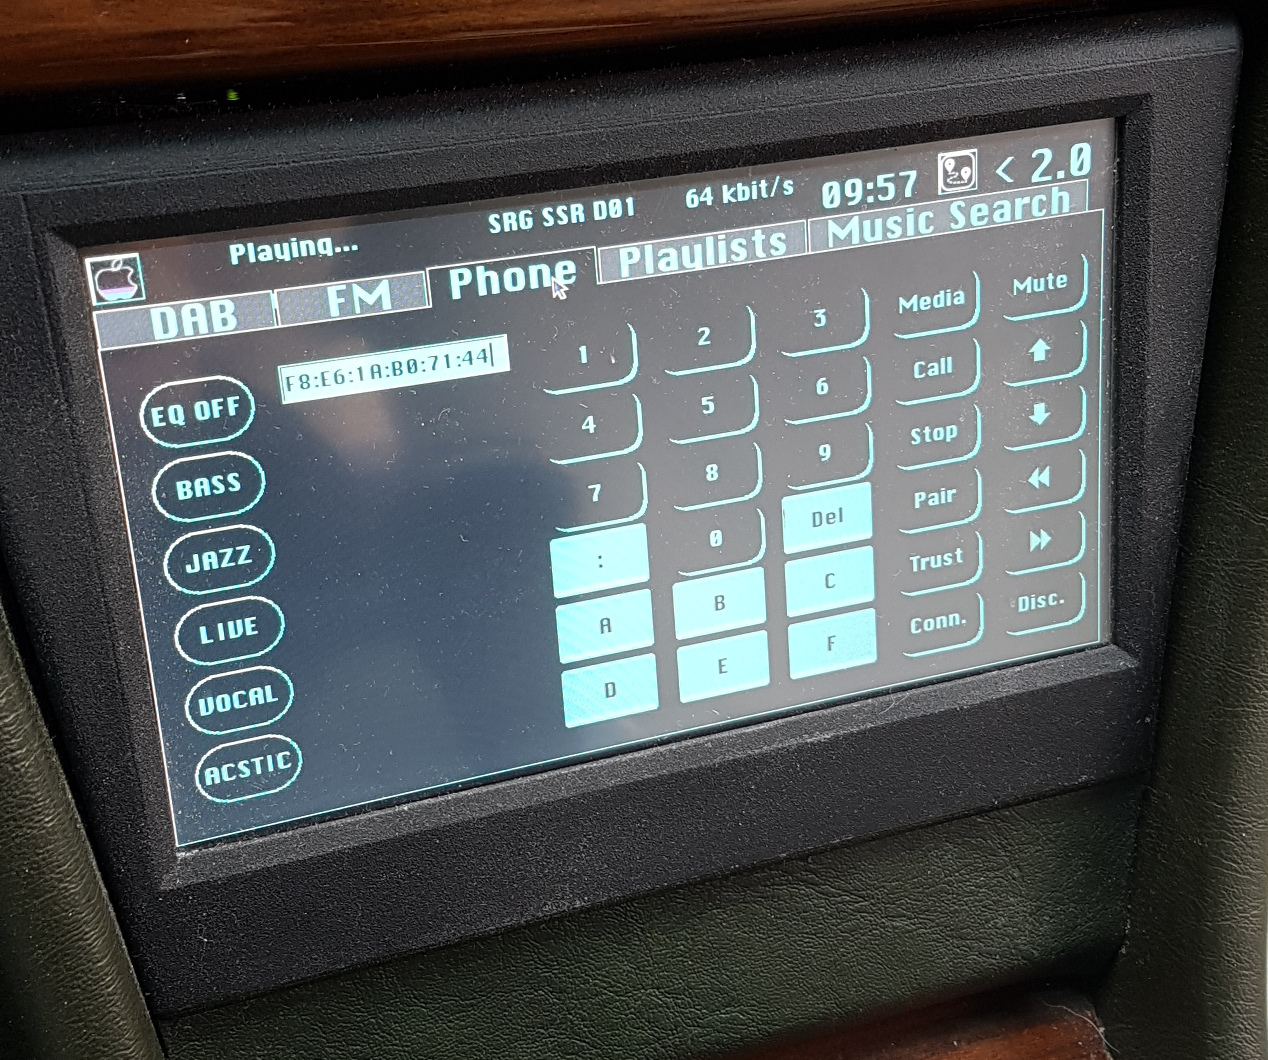 Playing...
SRG SSR D01
64 kbit/s
09:57
< 2.0
DAB
FM
Phone
Playlists
Music Search
F8:E6:1A:B0:71:44
EQ OFF
BASS
JAZZ
LIVE
VOCAL
ACSTIC
1
2
3
4
5
6
7
8
9
:
0
Del
A
B
C
D
E
F
Media
Mute
Call
Stop
Pair
Trust
Conn.
Disc.